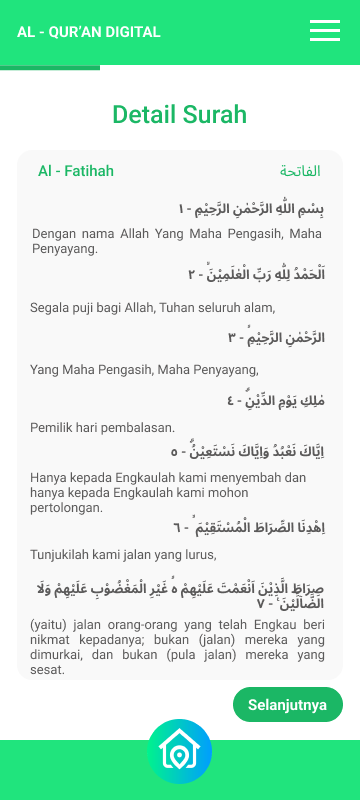 AL - QUR'AN DIGITAL
Detail Surah
Al - Fatihah الفاتحة
بِسْمِ اللّٰهِ الرَّحْمٰنِ الرَّحِيْمِ - ١
Dengan nama Allah Yang Maha Pengasih, Maha
Penyayang.
اَلْحَمْدُ لِلّٰهِ رَبِّ الْعٰلَمِيْنَۙ - ٢
Segala puji bagi Allah, Tuhan seluruh alam,
الرَّحْمٰنِ الرَّحِيْمِۙ - ٣
Yang Maha Pengasih, Maha Penyayang,
مٰلِكِ يَوْمِ الدِّيْنِۗ - ٤
Pemilik hari pembalasan.
اِيَّاكَ نَعْبُدُ وَاِيَّاكَ نَسْتَعِيْنُۗ - ٥
Hanya kepada Engkaulah kami menyembah dan
hanya kepada Engkaulah kami mohon
pertolongan.
اِهْدِنَا الصِّرَاطَ الْمُسْتَقِيْمَ ۙ - ٦
Tunjukilah kami jalan yang lurus,
صِرَاطَ الَّذِيْنَ اَنْعَمْتَ عَلَيْهِمْ ەۙ غَيْرِ الْمَغْضُوْبِ عَلَيْهِمْ وَلَا
الضَّاۤلِّيْنَ ۚ - ٧
(yaitu) jalan orang-orang yang telah Engkau beri
nikmat kepadanya; bukan (jalan) mereka yang
dimurkai, dan bukan (pula jalan) mereka yang
sesat.
Selanjutnya